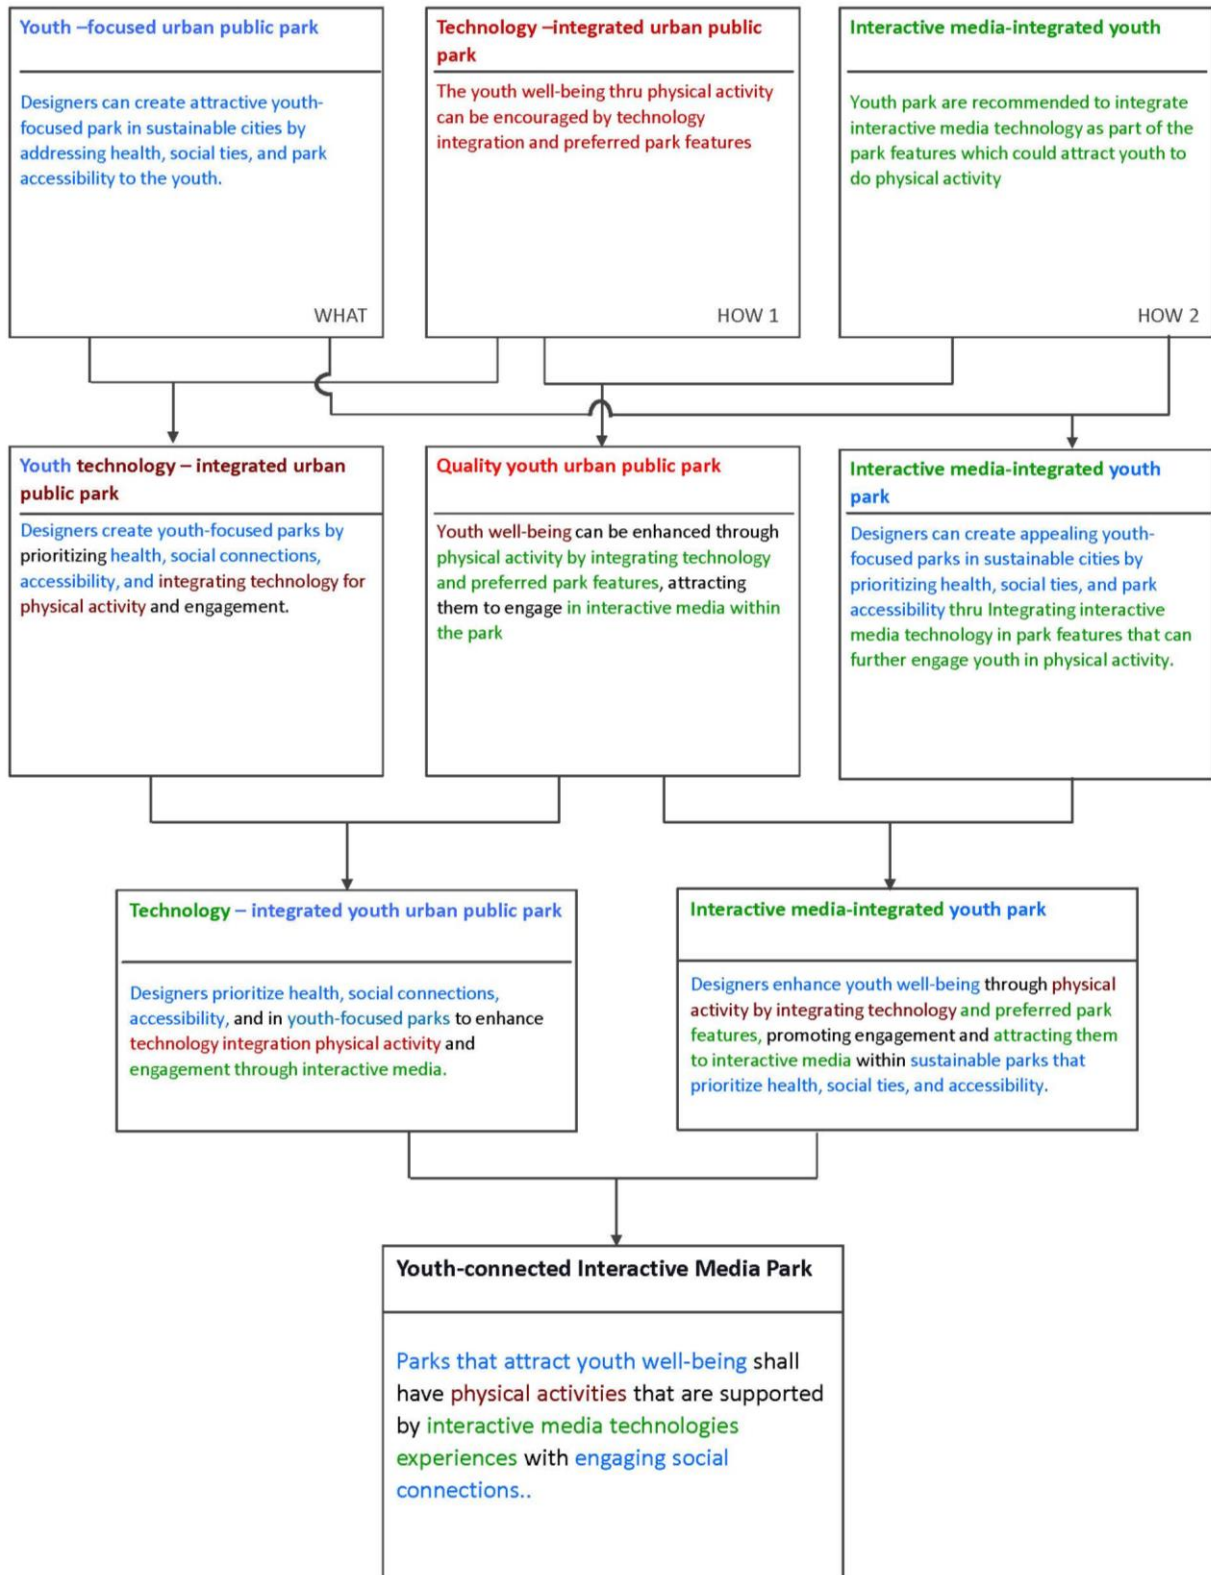 Youth –focused urban public park
Designers can create attractive youth-
focused park in sustainable cities by
addressing health, social ties, and park
accessibility to the youth.
WHAT
Technology –integrated urban public
park
The youth well-being thru physical activity
can be encouraged by technology
integration and preferred park features
HOW 1
Interactive media-integrated youth
Youth park are recommended to integrate
interactive media technology as part of the
park features which could attract youth to
do physical activity
HOW 2
Youth technology – integrated urban
public park
Designers create youth-focused parks by
prioritizing health, social connections,
accessibility, and integrating technology for
physical activity and engagement.
Quality youth urban public park
Youth well-being can be enhanced through
physical activity by integrating technology
and preferred park features, attracting
them to engage in interactive media within
the park
Interactive media-integrated youth
park
Designers can create appealing youth-
focused parks in sustainable cities by
prioritizing health, social ties, and park
accessibility thru Integrating interactive
media technology in park features that can
further engage youth in physical activity.
Technology – integrated youth urban public park
Designers prioritize health, social connections,
accessibility, and in youth-focused parks to enhance
technology integration physical activity and
engagement through interactive media.
Interactive media-integrated youth park
Designers enhance youth well-being through physical
activity by integrating technology and preferred park
features, promoting engagement and attracting them
to interactive media within sustainable parks that
prioritize health, social ties, and accessibility.
Youth-connected Interactive Media Park
Parks that attract youth well-being shall
have physical activities that are supported
by interactive media technologies
experiences with engaging social
connections..